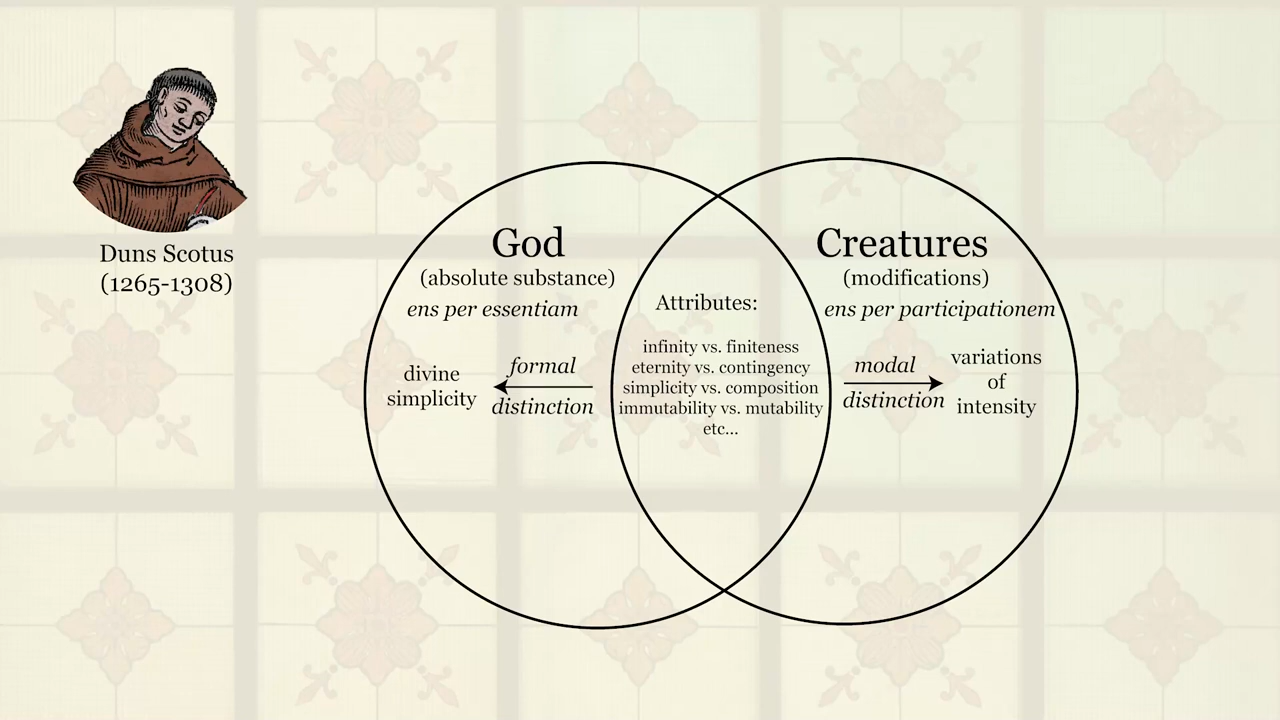 Duns Scotus
(1265-1308)
God
(absolute substance)
ens per essentiam
divine
simplicity
formal
distinction
Attributes:
infinity vs. finiteness
eternity vs. contingency
simplicity vs. composition
immutability vs. mutability
etc...
Creatures
(modifications)
ens per participationem
modal
distinction
variations
of
intensity